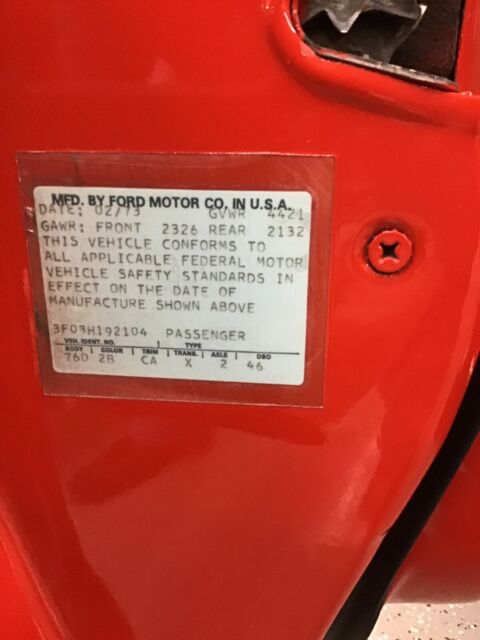 MFD. BY FORD MOTOR CO. IN U.S.A.
DATE: 02/73 GVWR 4421
GAWR: FRONT 2326 REAR 2132
THIS VEHICLE CONFORMS TO
ALL APPLICABLE FEDERAL MOTOR
VEHICLE SAFETY STANDARDS IN
EFFECT ON THE DATE OF
MANUFACTURE SHOWN ABOVE
3F03H192104 PASSENGER
VEH. IDENT. NO. TYPE
BODY COLOR TRIM TRANS. AXLE DSO
76D 2B CA X 2 46